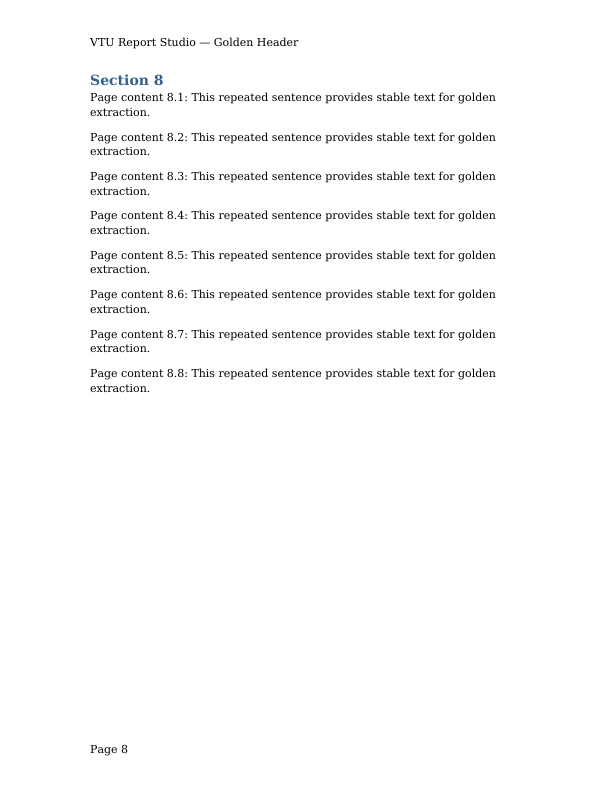 VTU Report Studio — Golden Header
Section 8
Page content 8.1: This repeated sentence provides stable text for golden
extraction.
Page content 8.2: This repeated sentence provides stable text for golden
extraction.
Page content 8.3: This repeated sentence provides stable text for golden
extraction.
Page content 8.4: This repeated sentence provides stable text for golden
extraction.
Page content 8.5: This repeated sentence provides stable text for golden
extraction.
Page content 8.6: This repeated sentence provides stable text for golden
extraction.
Page content 8.7: This repeated sentence provides stable text for golden
extraction.
Page content 8.8: This repeated sentence provides stable text for golden
extraction.
Page 8